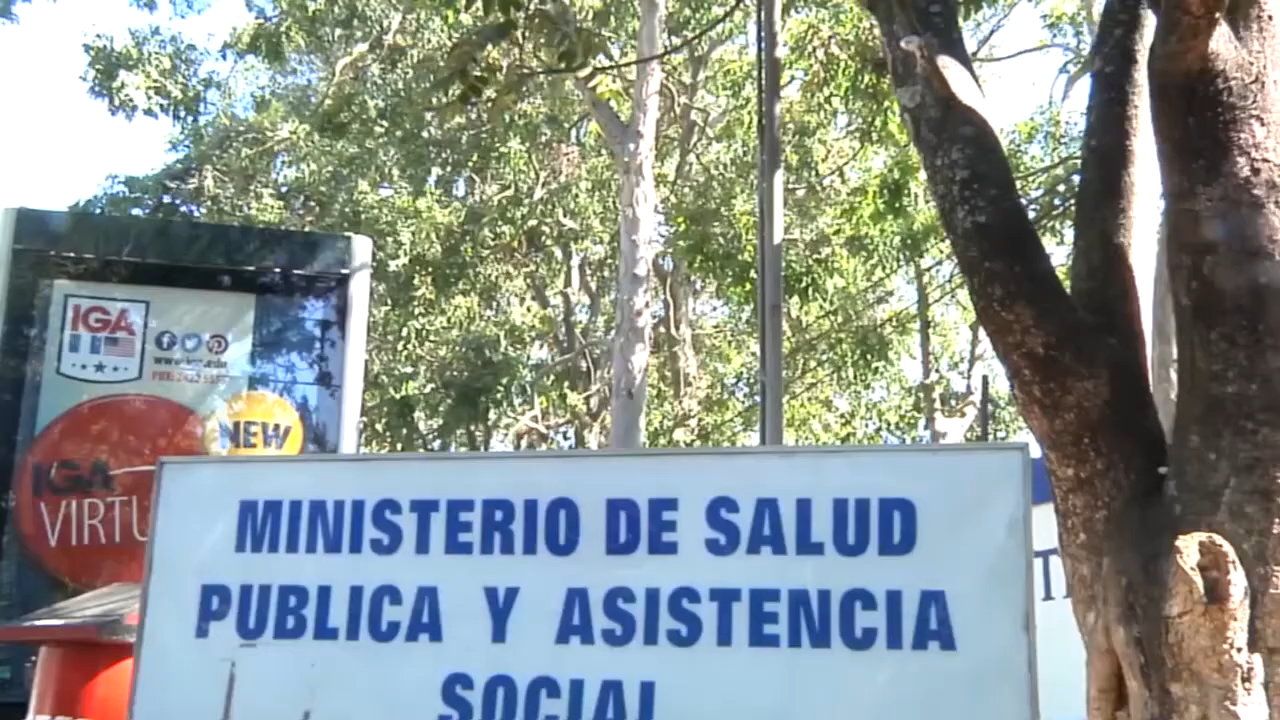 IGA
NEW
IGA
VIRTU
MINISTERIO DE SALUD
PUBLICA Y ASISTENCIA
SOCIAL